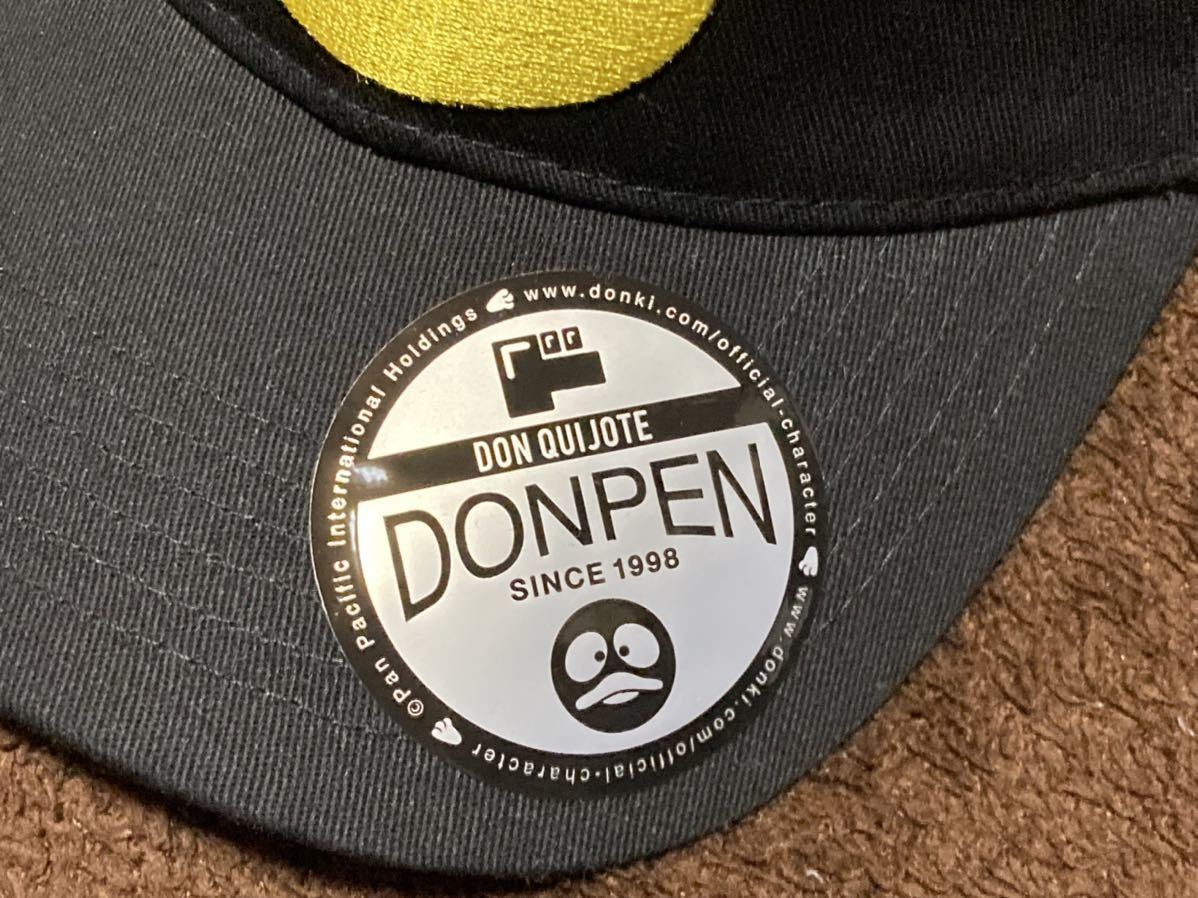 DON QUIJOTE
DONPEN
SINCE 1998
©Pan Pacific International Holdings
www.donki.com/official-character
www.donki.com/official-character